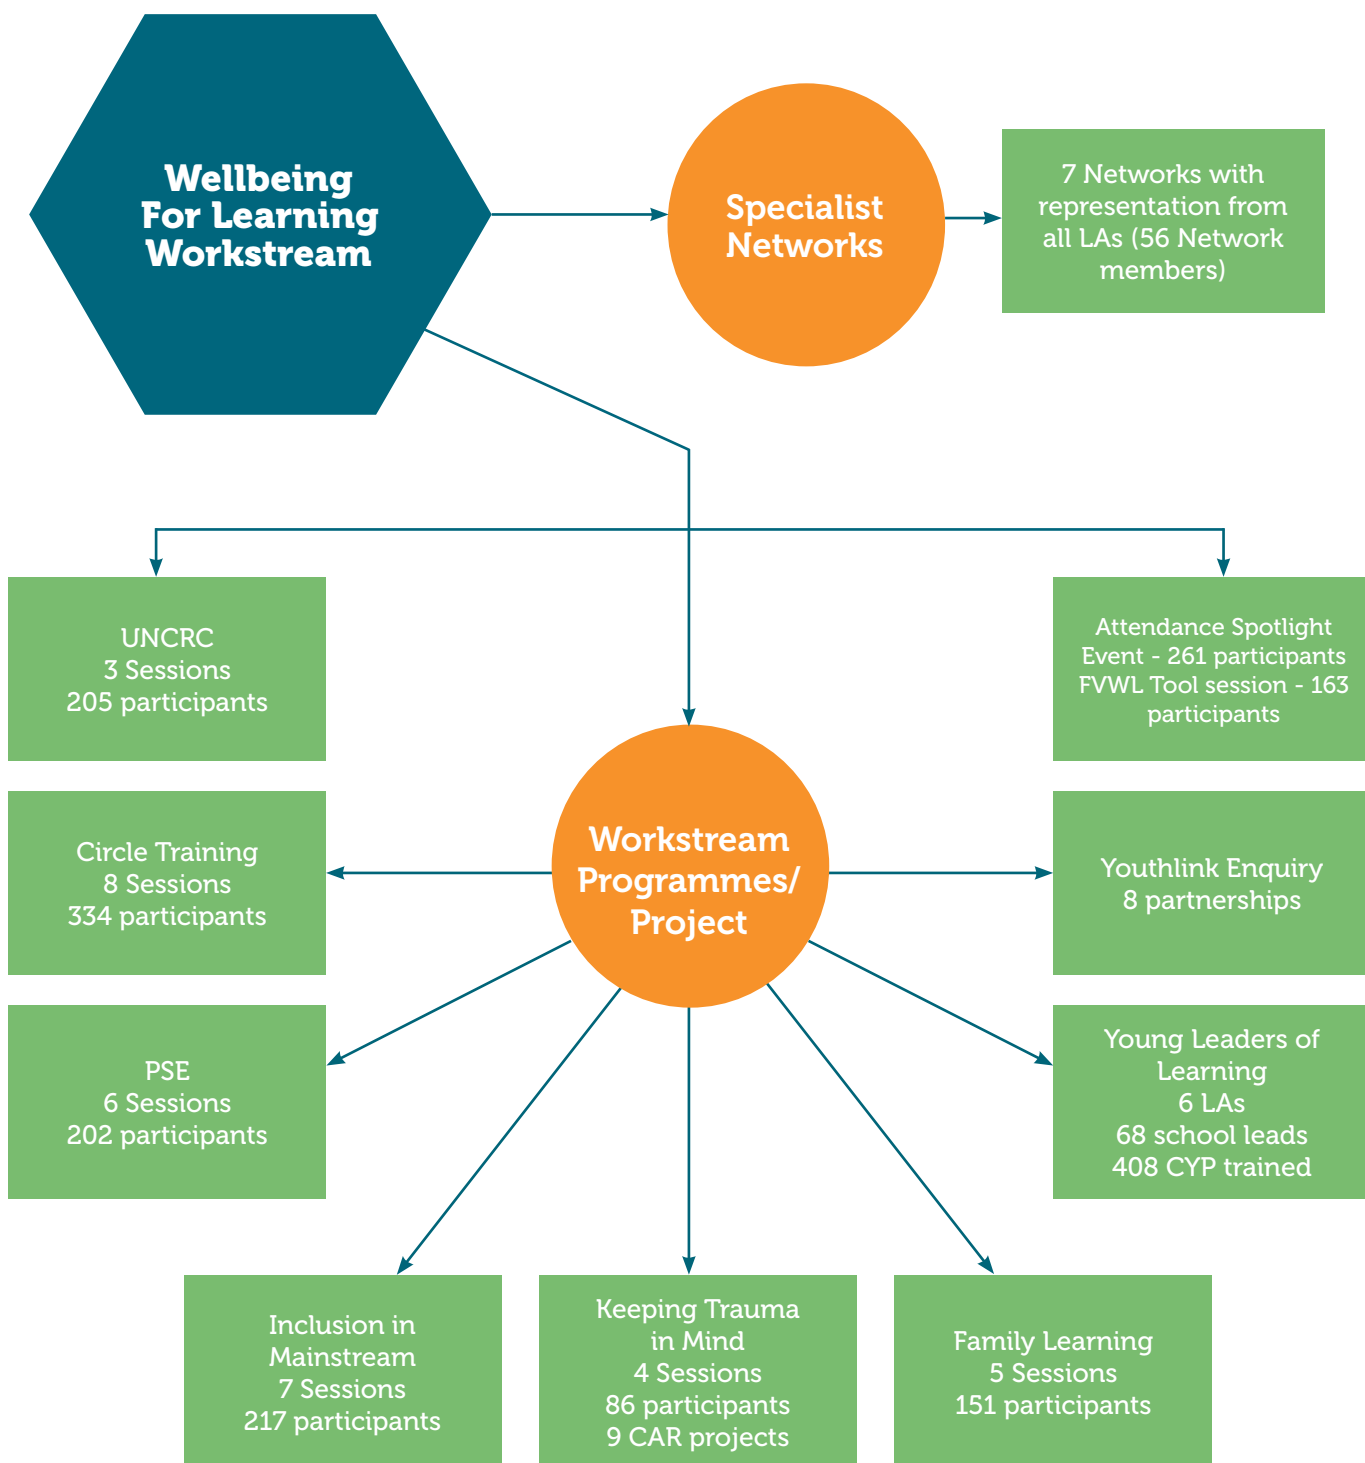 Wellbeing
For Learning
Workstream
Specialist
Networks
7 Networks with
representation from
all LAs (56 Network
members)
UNCRC
3 Sessions
205 participants
Attendance Spotlight
Event - 261 participants
FVWL Tool session - 163
participants
Circle Training
8 Sessions
334 participants
Workstream
Programmes/
Project
Youthlink Enquiry
8 partnerships
PSE
6 Sessions
202 participants
Young Leaders of
Learning
6 LAs
68 school leads
408 CYP trained
Inclusion in
Mainstream
7 Sessions
217 participants
Keeping Trauma
in Mind
4 Sessions
86 participants
9 CAR projects
Family Learning
5 Sessions
151 participants